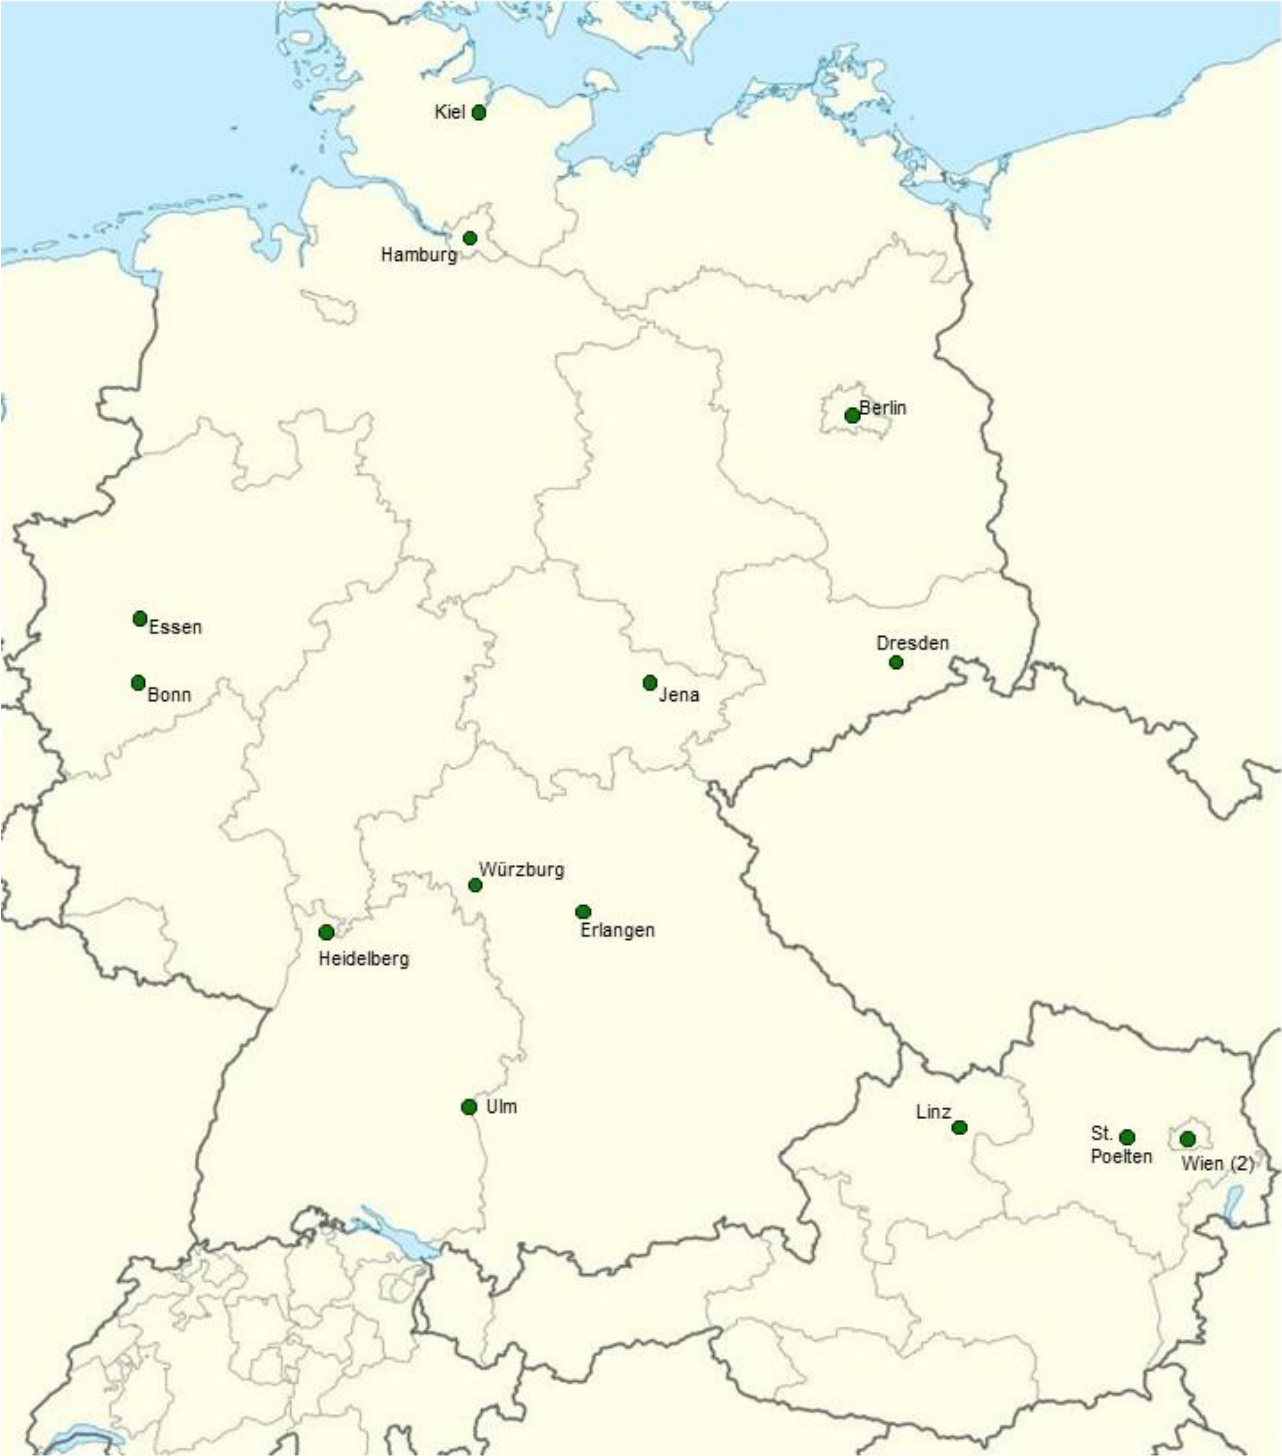 Kiel
Hamburg
Berlin
Essen
Dresden
Bonn
Jena
Würzburg
Erlangen
Heidelberg
Ulm
Linz
St.
Poelten
Wien (2)